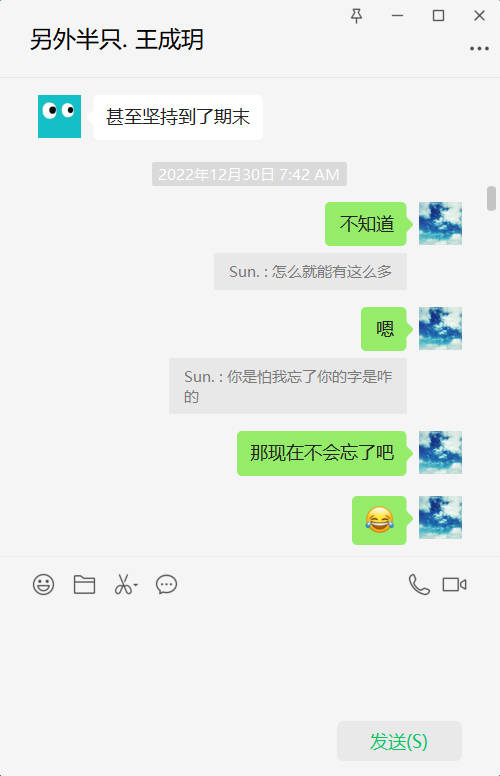 另外半只. 王成玥
甚至坚持到了期末
2022年12月30日 7:42 AM
不知道
Sun. : 怎么就能有这么多
嗯
Sun. : 你是怕我忘了你的字是咋
的
那现在不会忘了吧
😂
发送(S)